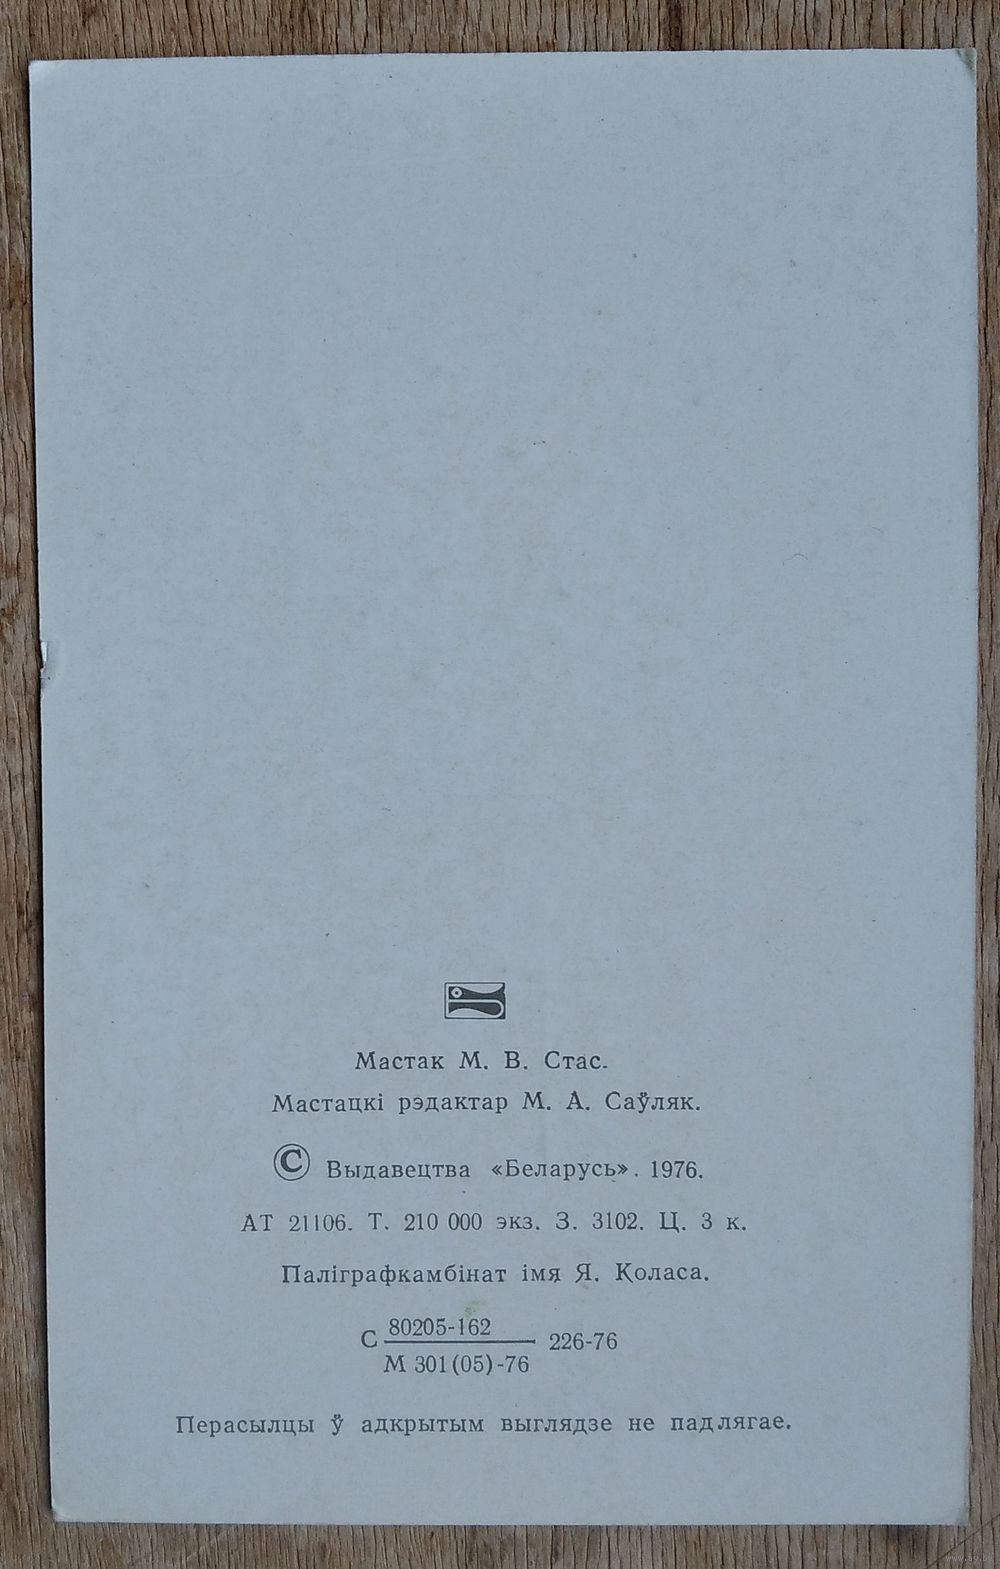 Мастак М. В. Стас.
Мастацкі рэдактар М. А. Саўляк.
© Выдавецтва «Беларусь». 1976.
АТ 21106. Т. 210 000 экз. З. 3102. Ц. 3 к.
Паліграфкамбінат імя Я. Коласа.
С 80205-162 226-76
М 301(05)-76
Перасылцы ў адкрытым выглядзе не падлягае.